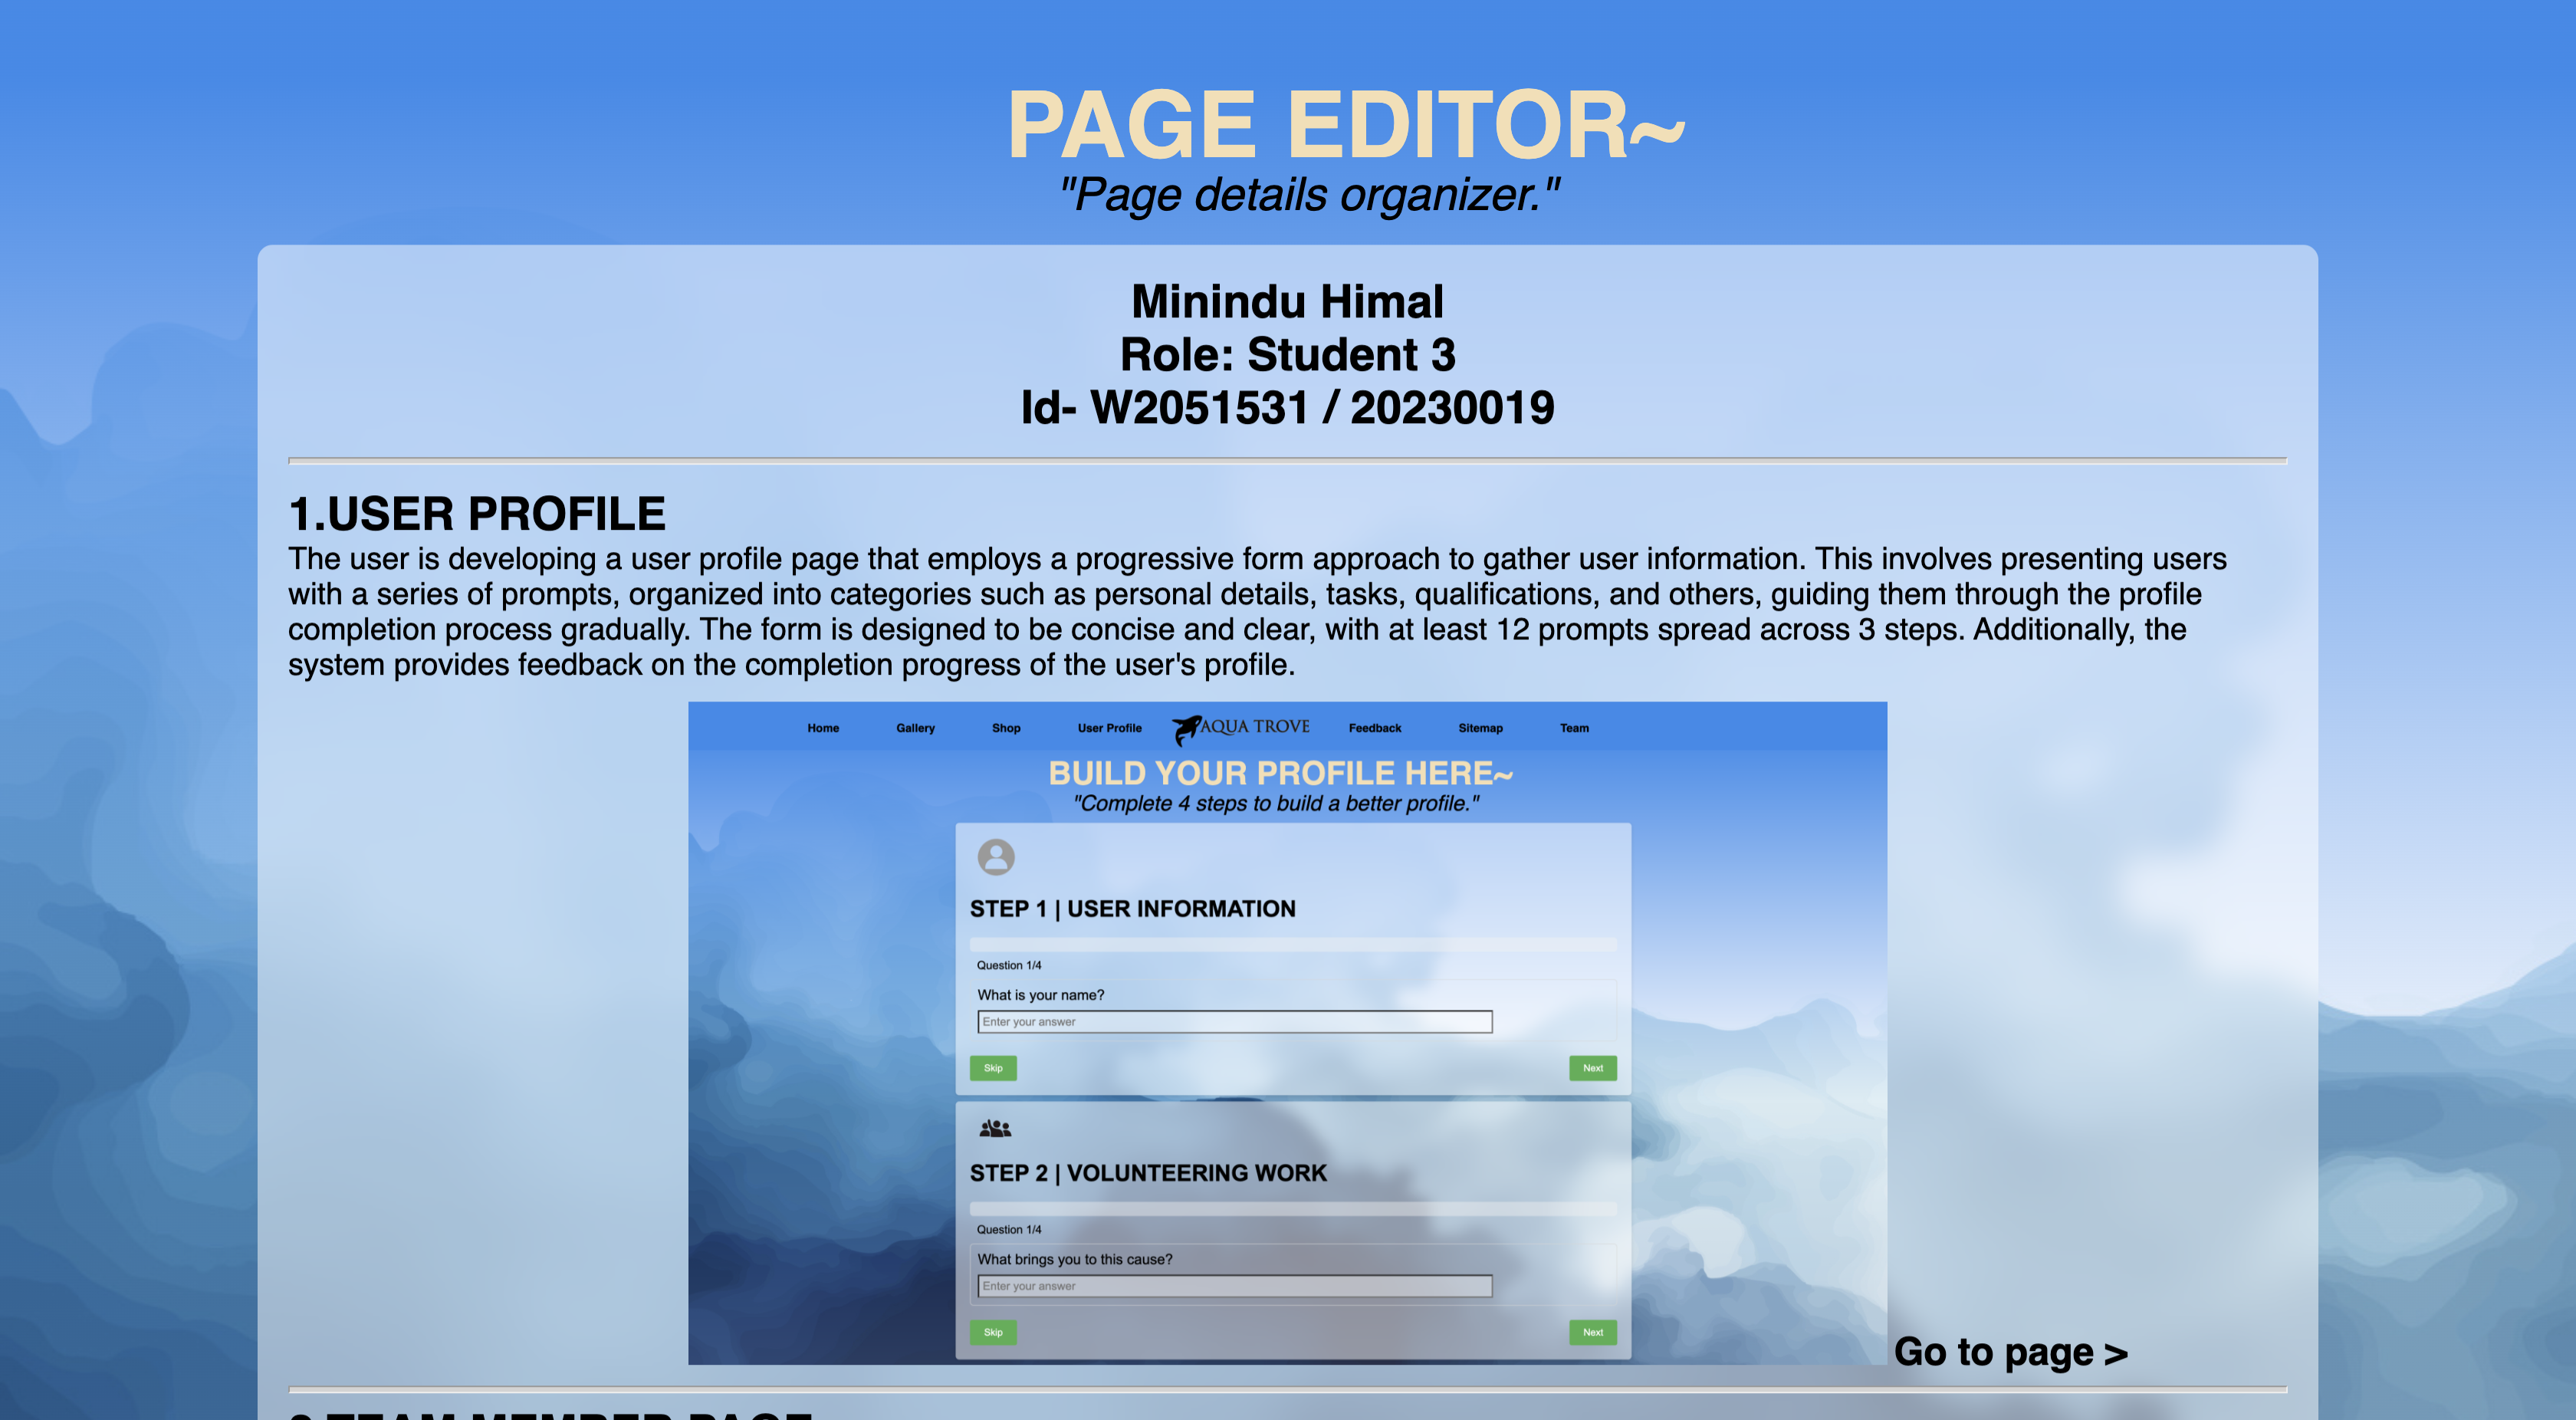 PAGE EDITOR~
"Page details organizer."
Minindu Himal
Role: Student 3
Id- W2051531 / 20230019
1.USER PROFILE
The user is developing a user profile page that employs a progressive form approach to gather user information. This involves presenting users
with a series of prompts, organized into categories such as personal details, tasks, qualifications, and others, guiding them through the profile
completion process gradually. The form is designed to be concise and clear, with at least 12 prompts spread across 3 steps. Additionally, the
system provides feedback on the completion progress of the user's profile.
Home Gallery Shop User Profile AQUA TROVE Feedback Sitemap Team
BUILD YOUR PROFILE HERE~
"Complete 4 steps to build a better profile."
STEP 1 | USER INFORMATION
Question 1/4
What is your name?
Enter your answer
Skip Next
STEP 2 | VOLUNTEERING WORK
Question 1/4
What brings you to this cause?
Enter your answer
Skip Next
Go to page >
2.TEAM MEMBER PAGE